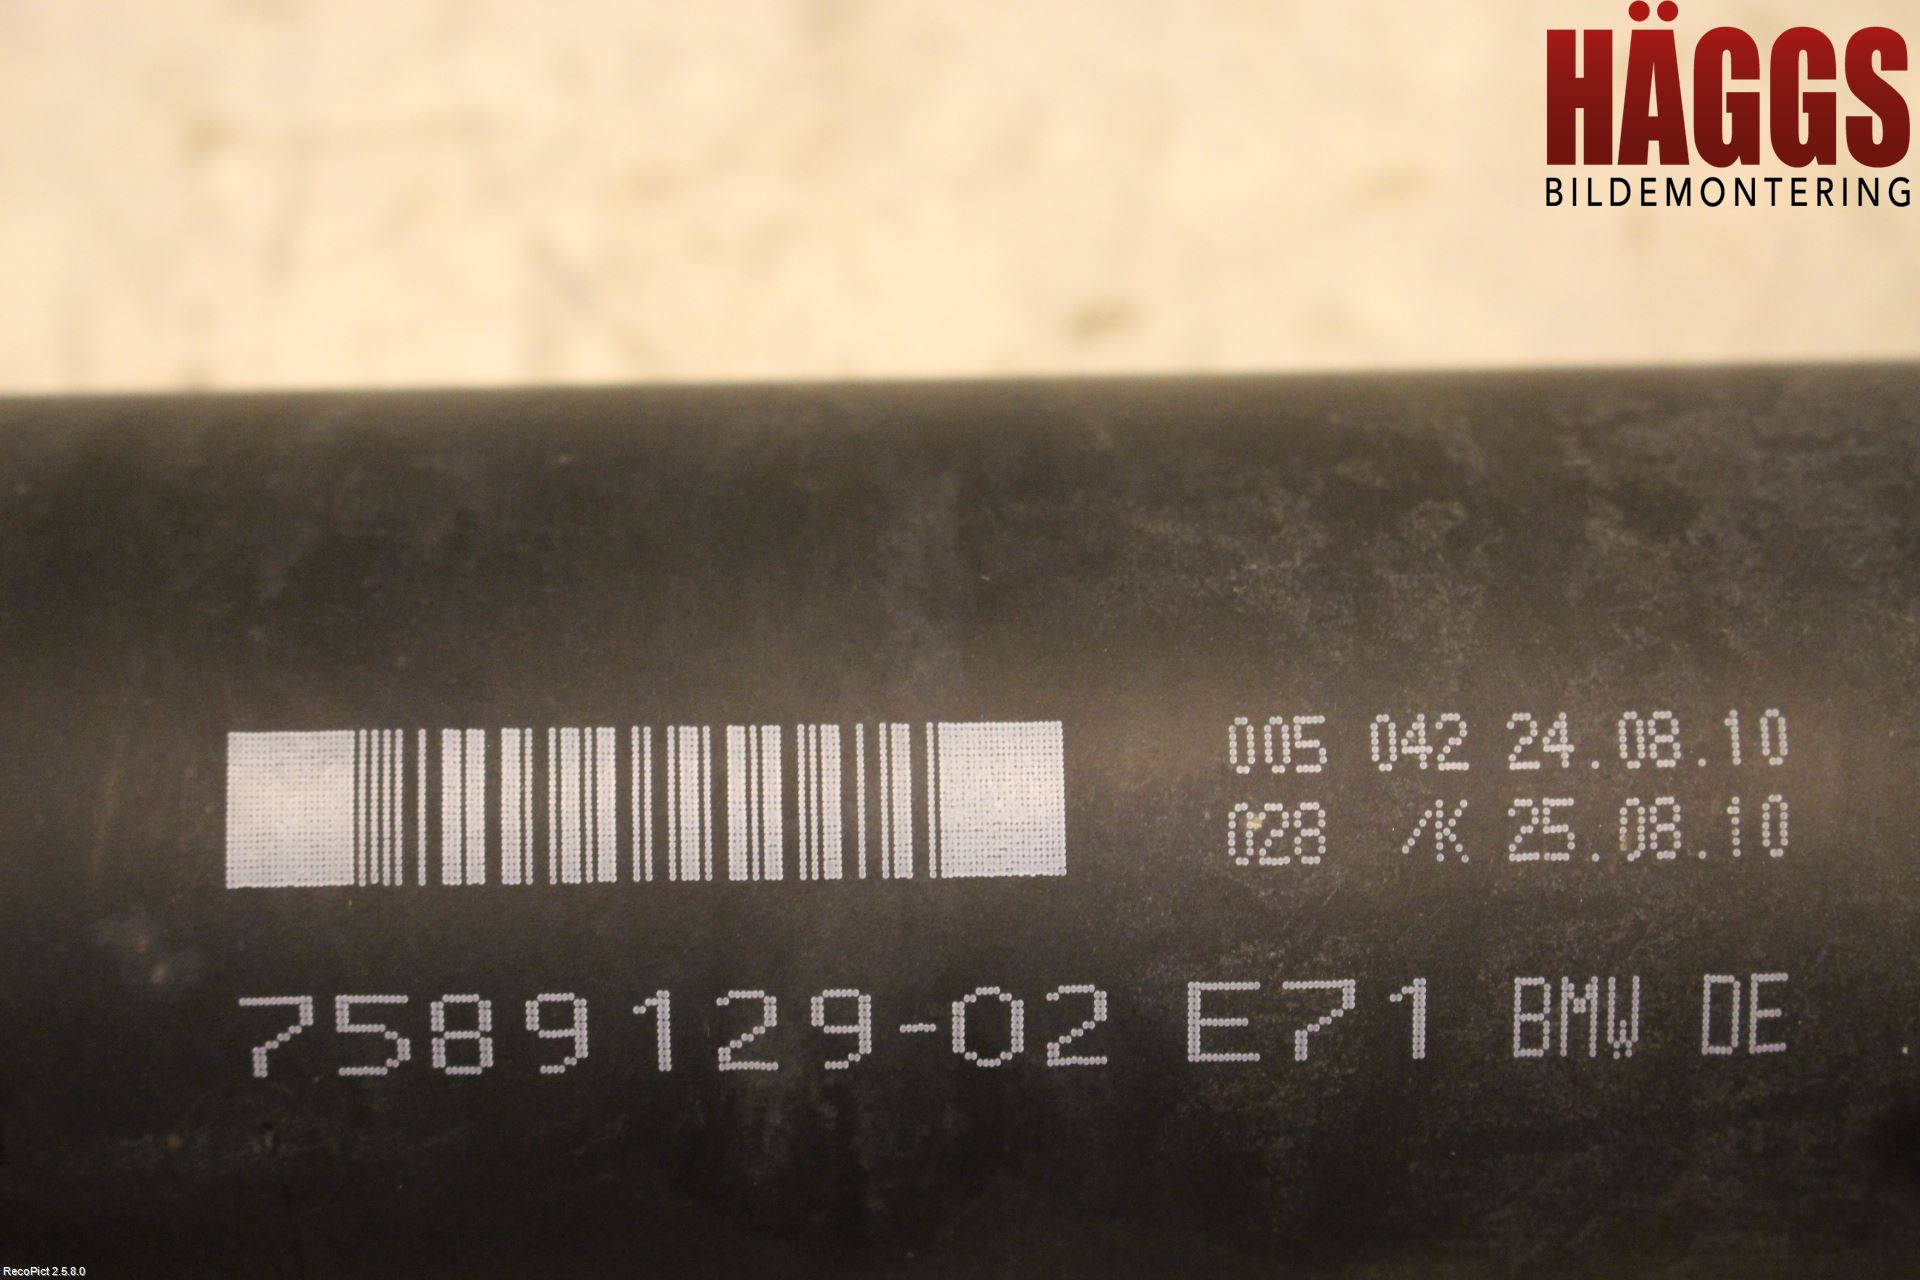 HÄGGS
BILDEMONTERING
005 042 24.08.10
028 /K 25.08.10
7589129-02 E71 BMW DE
RecoPict 2.5.8.0